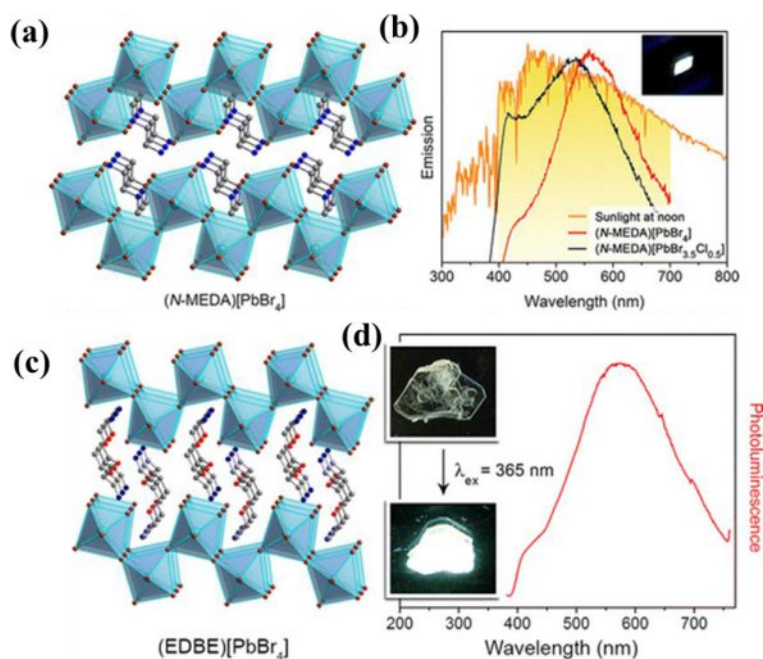 (a)
(N-MEDA)[PbBr₄]
(b)
Emission
Sunlight at noon
(N-MEDA)[PbBr₄]
(N-MEDA)[PbBr₃.₅Cl₀.₅]
300 400 500 600 700 800
Wavelength (nm)
(c)
(EDBE)[PbBr₄]
(d)
λex = 365 nm
Photoluminescence
200 300 400 500 600 700
Wavelength (nm)